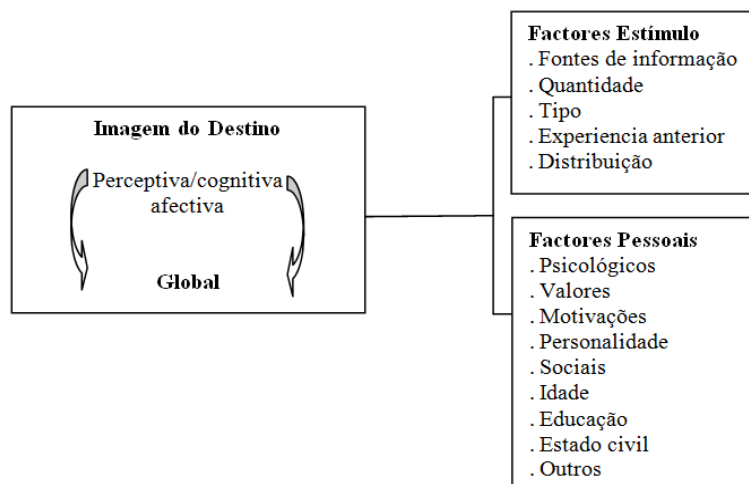 Imagem do Destino
Perceptiva/cognitiva
afectiva
Global
Factores Estímulo
. Fontes de informação
. Quantidade
. Tipo
. Experiencia anterior
. Distribuição
Factores Pessoais
. Psicológicos
. Valores
. Motivações
. Personalidade
. Sociais
. Idade
. Educação
. Estado civil
. Outros